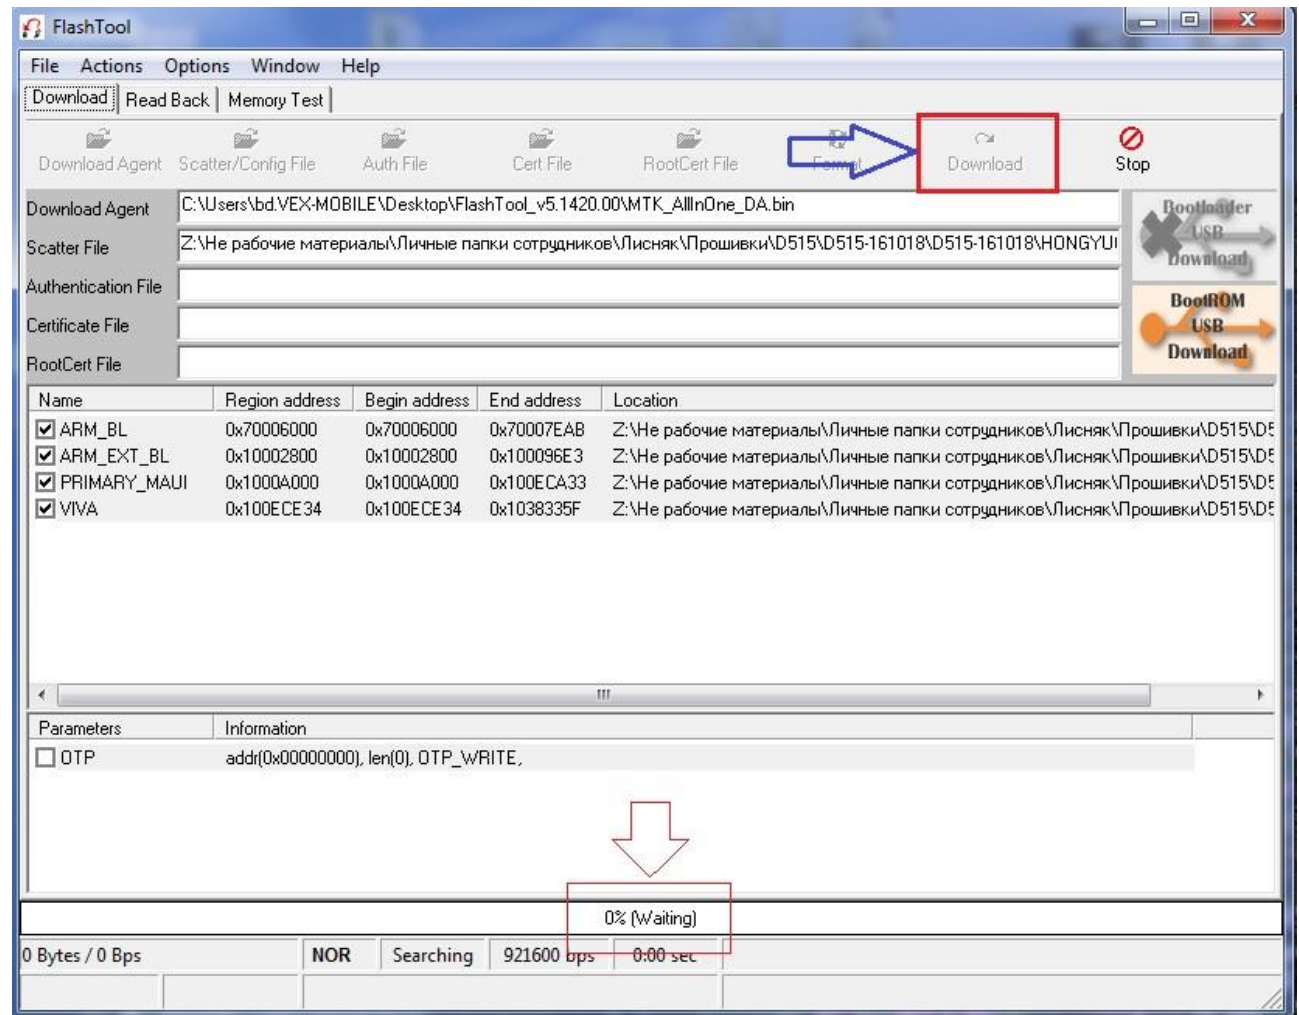 FlashTool
File Actions Options Window Help
Download Read Back Memory Test
Download Agent Scatter/Config File Auth File Cert File RootCert File Format Download Stop
Download Agent C:\Users\bd.VEX-MOBILE\Desktop\FlashTool_v5.1420.00\MTK_AllInOne_DA.bin
Scatter File Z:\Не рабочие материалы\Личные папки сотрудников\Лисняк\Прошивки\D515\D515-161018\D515-161018\HONGYU
Authentication File
Certificate File
RootCert File
Bootloader
USB
Download
BootROM
USB
Download
Name Region address Begin address End address Location
ARM_BL 0x70006000 0x70006000 0x70007EAB Z:\Не рабочие материалы\Личные папки сотрудников\Лисняк\Прошивки\D515\D5
ARM_EXT_BL 0x10002800 0x10002800 0x100096E3 Z:\Не рабочие материалы\Личные папки сотрудников\Лисняк\Прошивки\D515\D5
PRIMARY_MAUI 0x1000A000 0x1000A000 0x100ECA33 Z:\Не рабочие материалы\Личные папки сотрудников\Лисняк\Прошивки\D515\D5
VIVA 0x100ECE34 0x100ECE34 0x1038335F Z:\Не рабочие материалы\Личные папки сотрудников\Лисняк\Прошивки\D515\D5
Parameters Information
OTP addr(0x00000000), len(0), OTP_WRITE,
0% (Waiting)
0 Bytes / 0 Bps NOR Searching 921600 bps 0:00 sec